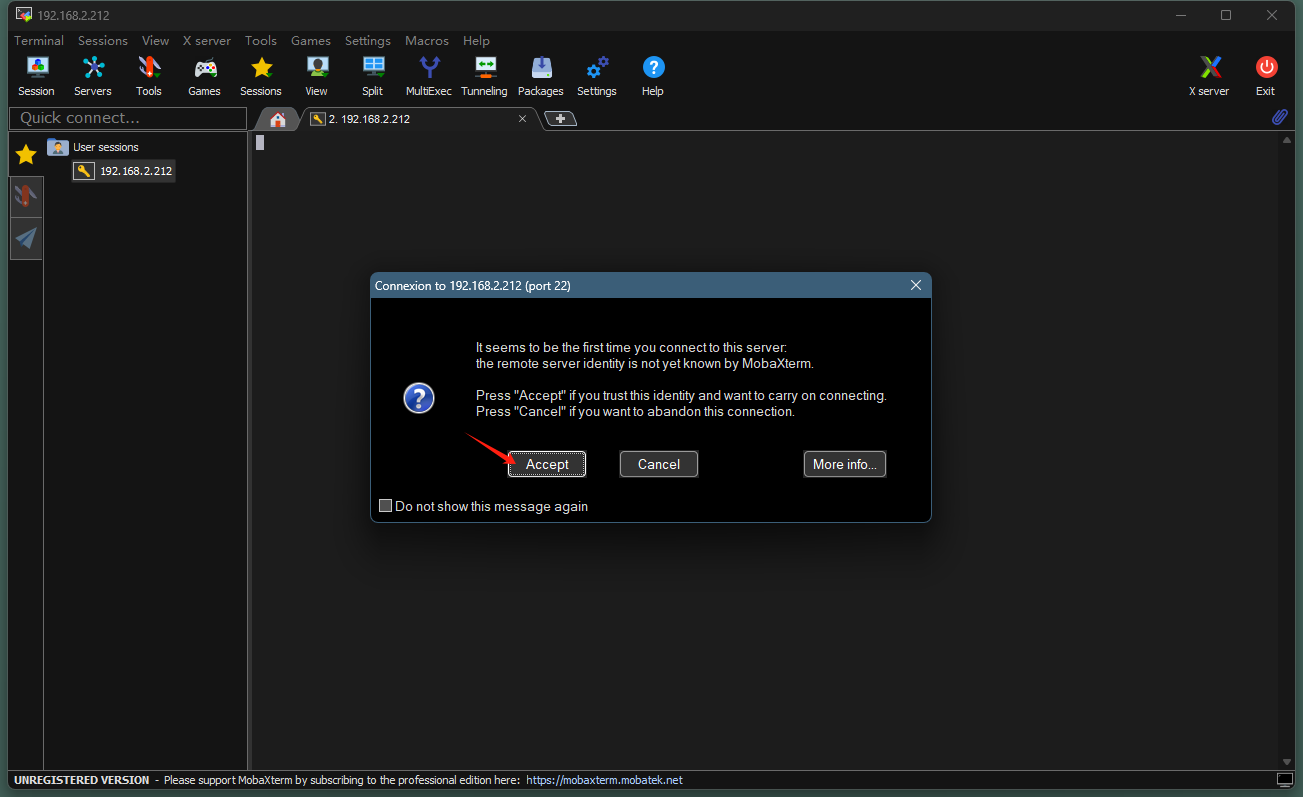 192.168.2.212
Terminal Sessions View X server Tools Games Settings Macros Help
Session Servers Tools Games Sessions View Split MultiExec Tunneling Packages Settings Help X server Exit
Quick connect...
2. 192.168.2.212
User sessions
192.168.2.212
Connexion to 192.168.2.212 (port 22)
It seems to be the first time you connect to this server:
the remote server identity is not yet known by MobaXterm.
Press "Accept" if you trust this identity and want to carry on connecting.
Press "Cancel" if you want to abandon this connection.
Accept Cancel More info...
Do not show this message again
UNREGISTERED VERSION - Please support MobaXterm by subscribing to the professional edition here: https://mobaxterm.mobatek.net